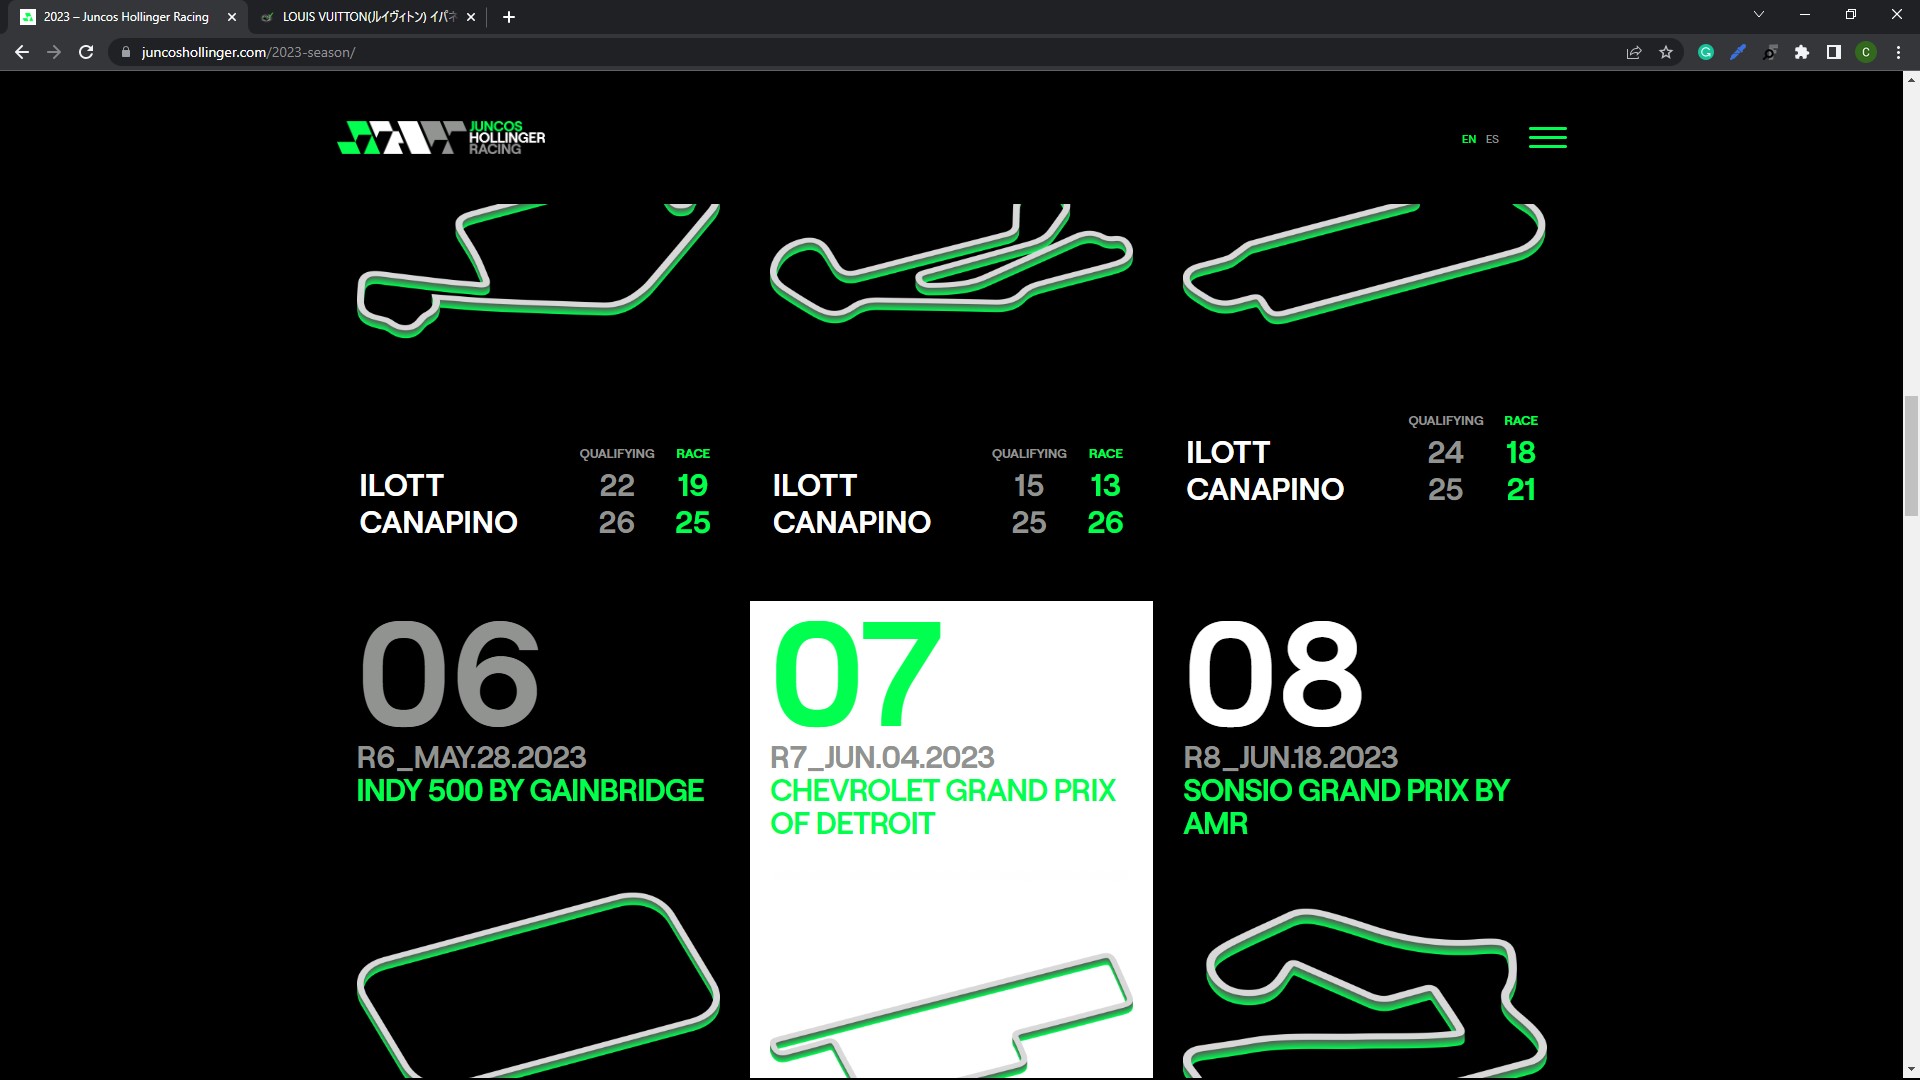 2023 – Juncos Hollinger Racing
LOUIS VUITTON(ルイヴィトン) イパネ
juncoshollinger.com/2023-season/
C
JUNCOS
HOLLINGER
RACING
EN ES
QUALIFYING RACE
ILOTT 22 19
CANAPINO 26 25
QUALIFYING RACE
ILOTT 15 13
CANAPINO 25 26
QUALIFYING RACE
ILOTT 24 18
CANAPINO 25 21
06
R6_MAY.28.2023
INDY 500 BY GAINBRIDGE
07
R7_JUN.04.2023
CHEVROLET GRAND PRIX
OF DETROIT
08
R8_JUN.18.2023
SONSIO GRAND PRIX BY
AMR